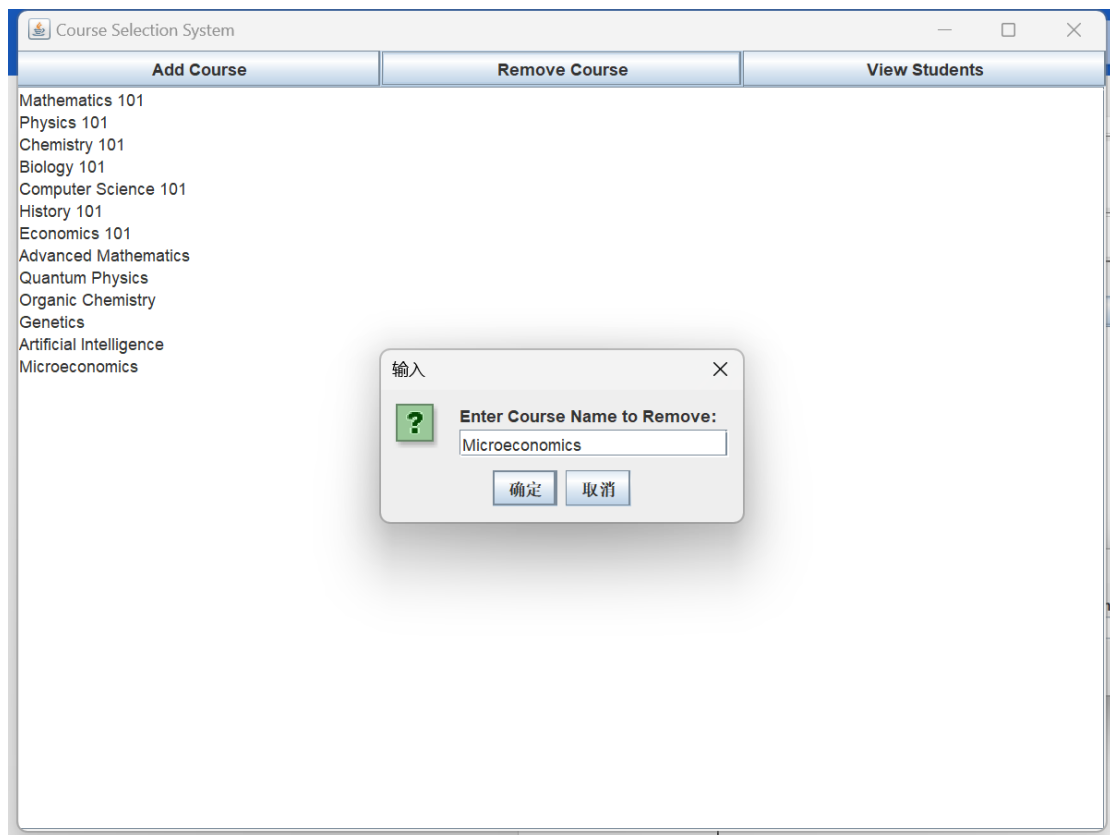 Course Selection System
Add Course Remove Course View Students
Mathematics 101
Physics 101
Chemistry 101
Biology 101
Computer Science 101
History 101
Economics 101
Advanced Mathematics
Quantum Physics
Organic Chemistry
Genetics
Artificial Intelligence
Microeconomics
输入
?
Enter Course Name to Remove:
Microeconomics
确定 取消